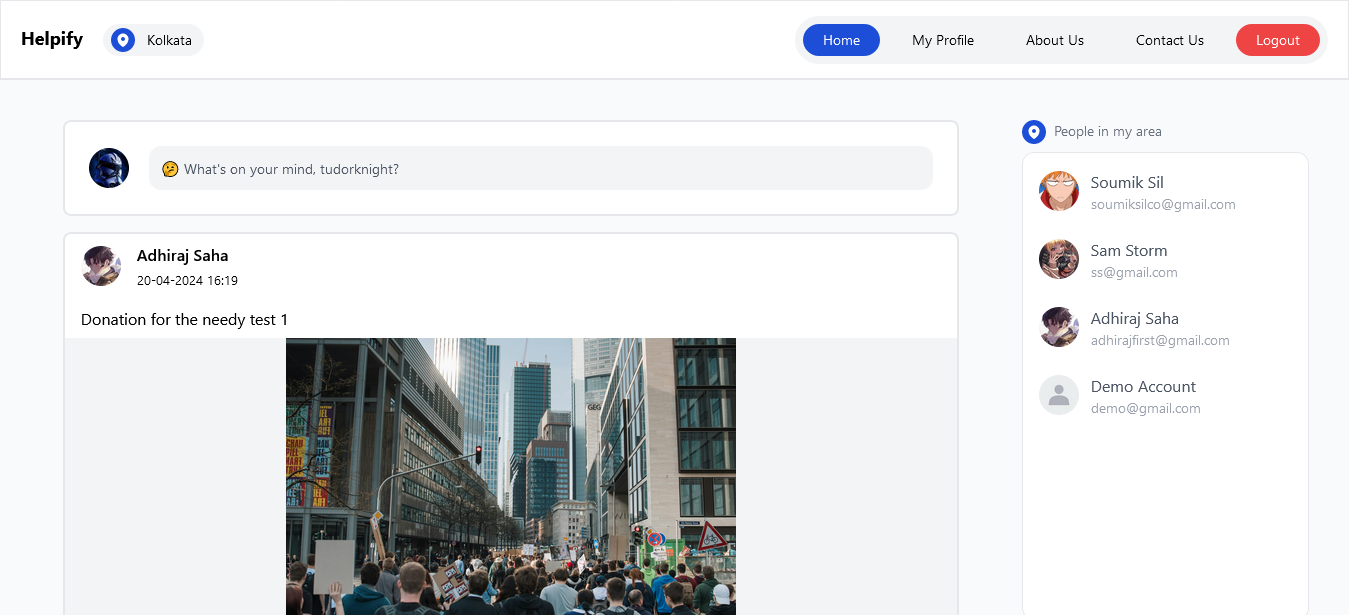 Helpify
Kolkata
Home
My Profile
About Us
Contact Us
Logout
🤔 What's on your mind, tudorknight?
Adhiraj Saha
20-04-2024 16:19
Donation for the needy test 1
GEG
People in my area
Soumik Sil
soumiksilco@gmail.com
Sam Storm
ss@gmail.com
Adhiraj Saha
adhirajfirst@gmail.com
Demo Account
demo@gmail.com